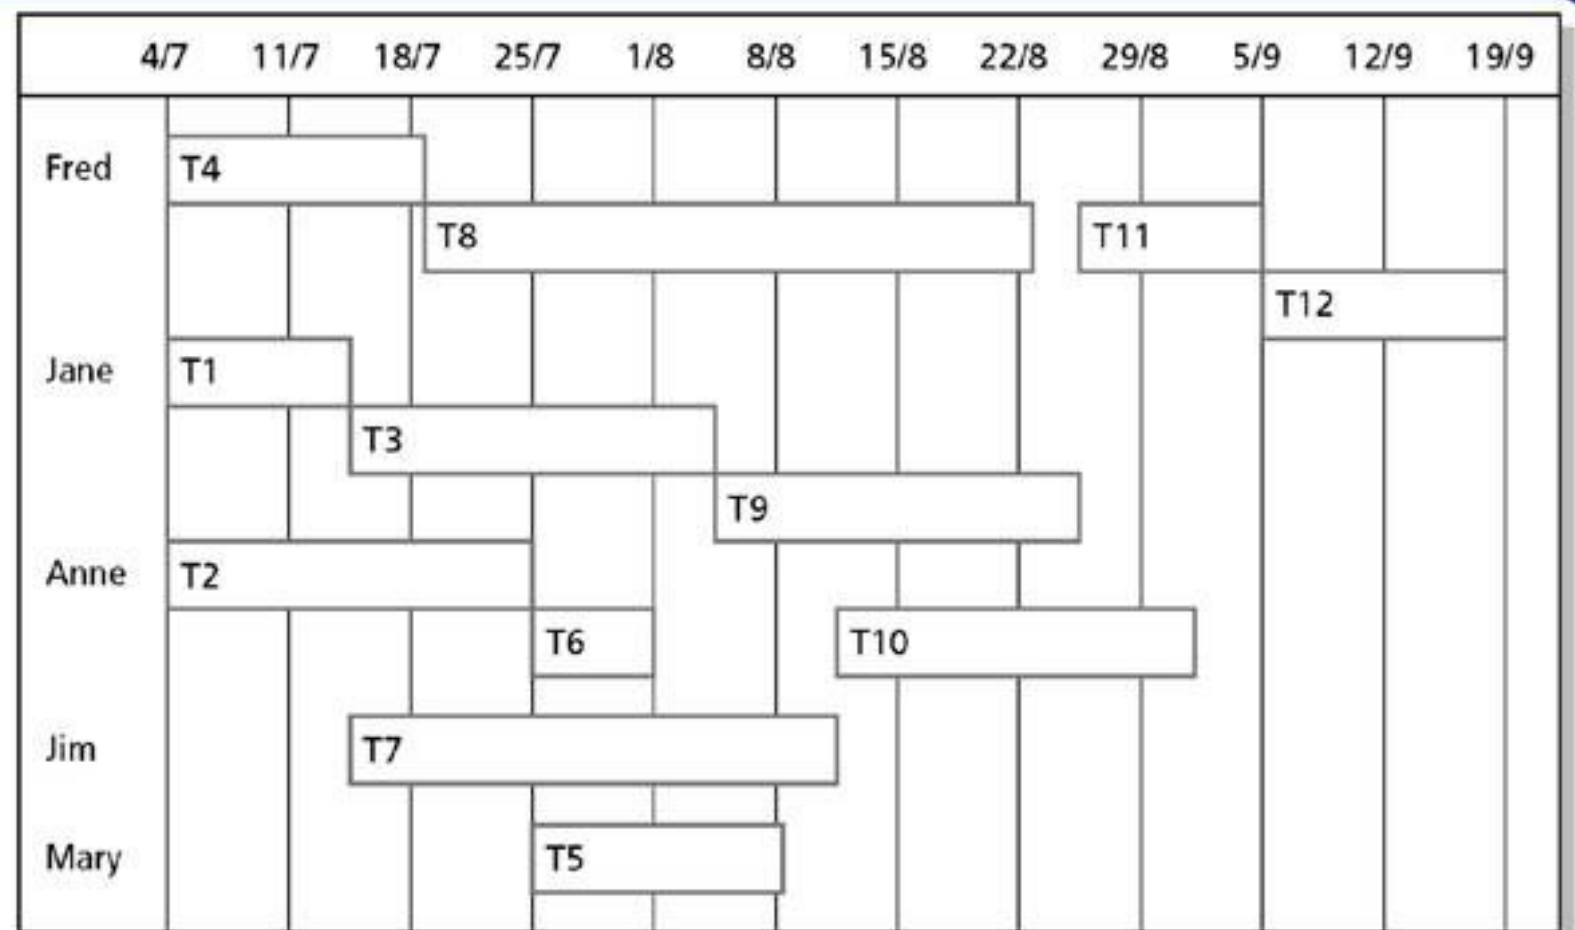 4/7 11/7 18/7 25/7 1/8 8/8 15/8 22/8 29/8 5/9 12/9 19/9
Fred T4
T8 T11
T12
Jane T1
T3
T9
Anne T2
T6 T10
Jim T7
Mary T5